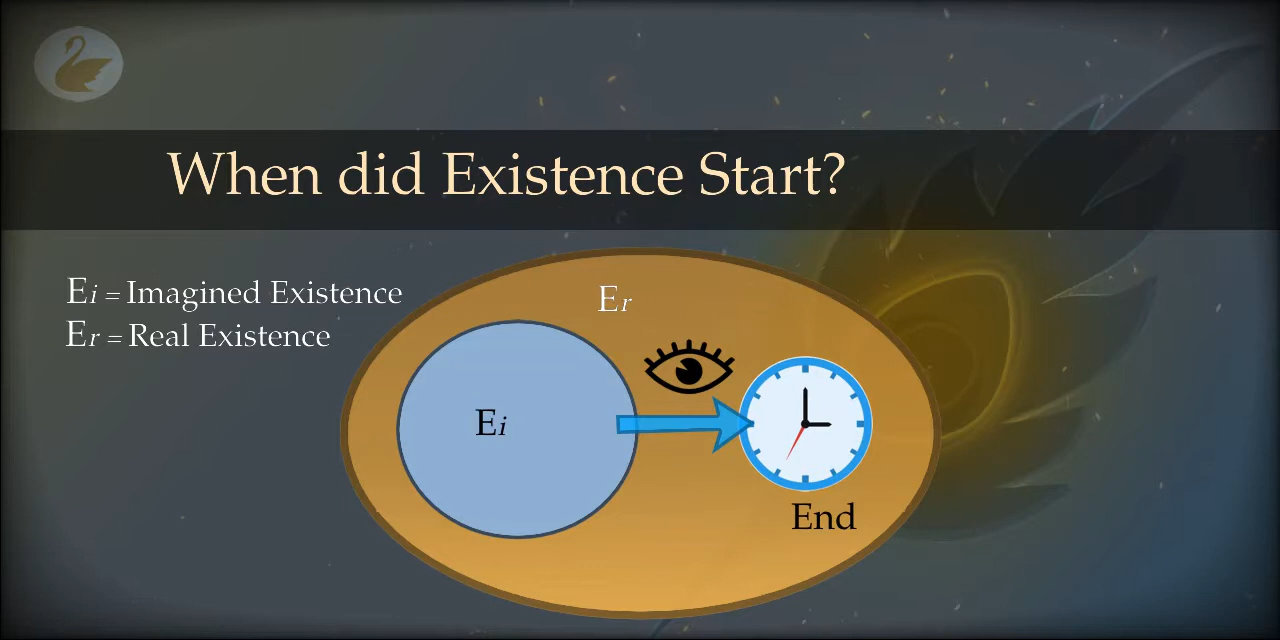 When did Existence Start?
Ei = Imagined Existence
Er = Real Existence
Er
Ei
End